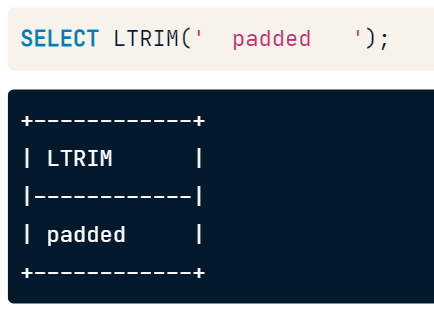 SELECT LTRIM('  padded   ');
+------------+
| LTRIM      |
|------------|
| padded     |
+------------+